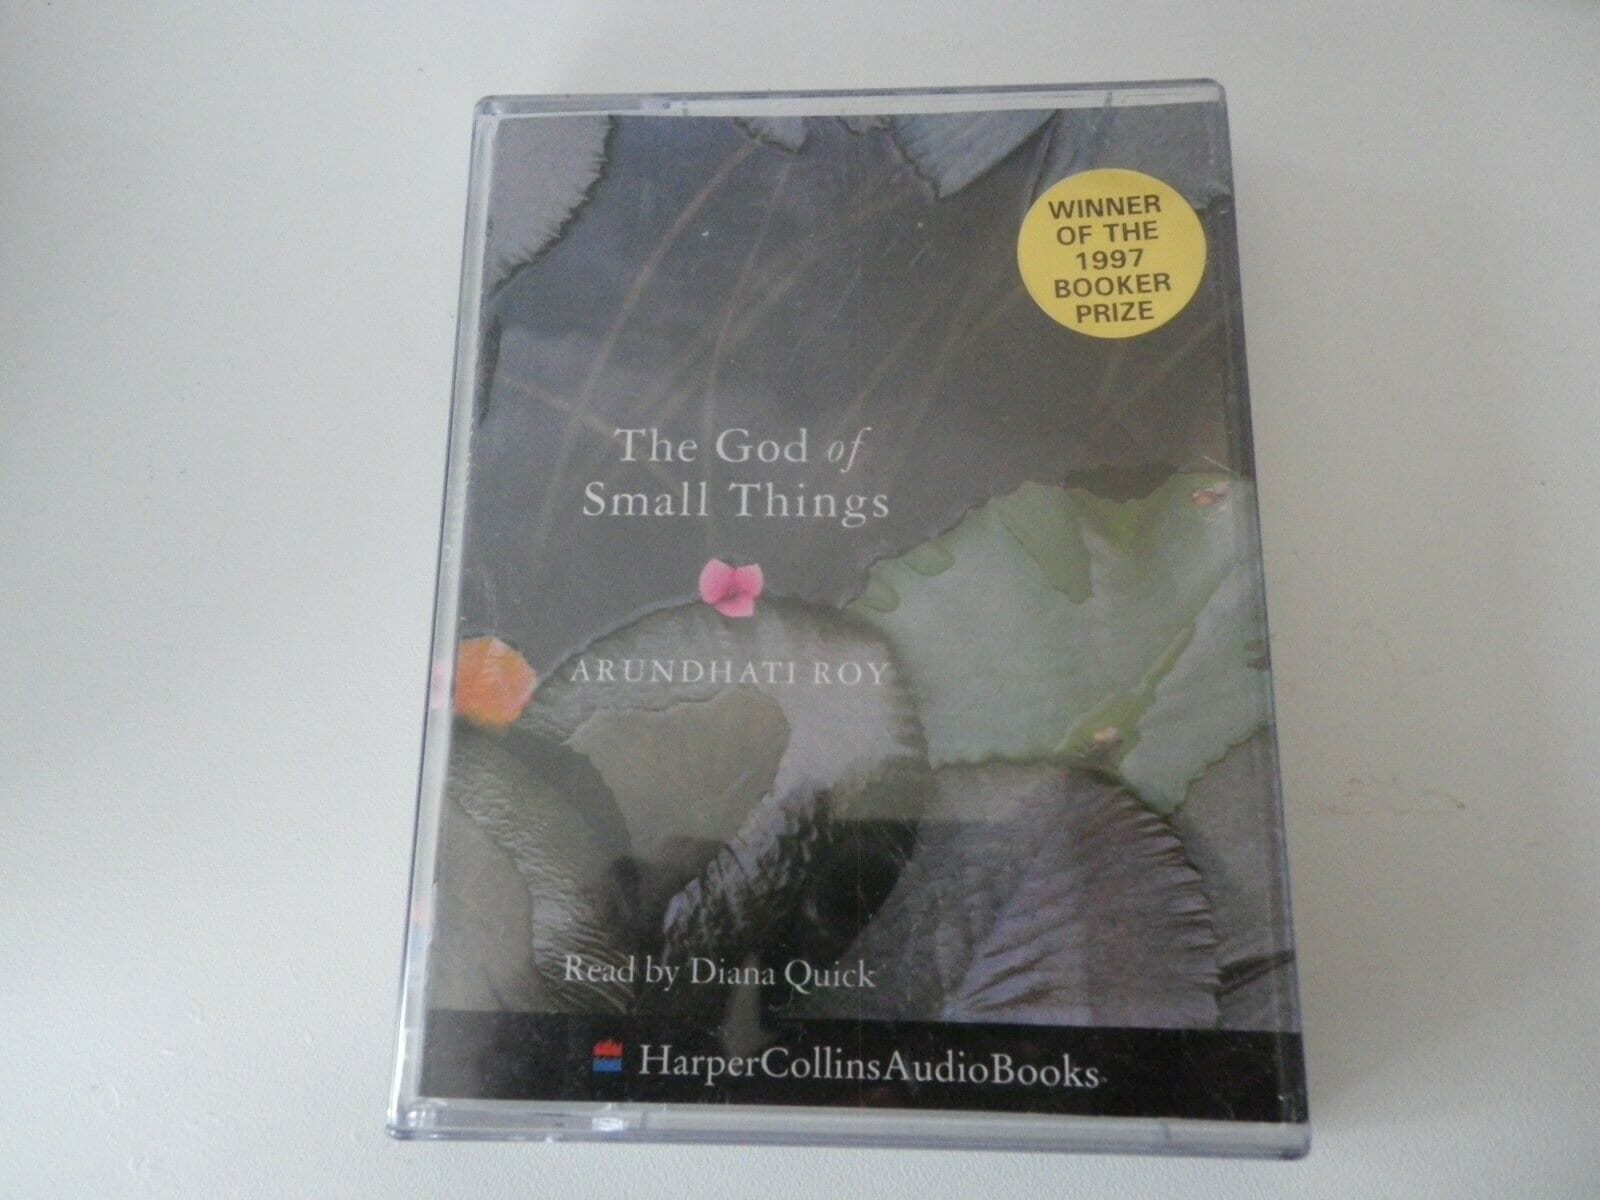 WINNER
OF THE
1997
BOOKER
PRIZE
The God of
Small Things
ARUNDHATI ROY
Read by Diana Quick
HarperCollinsAudioBooks